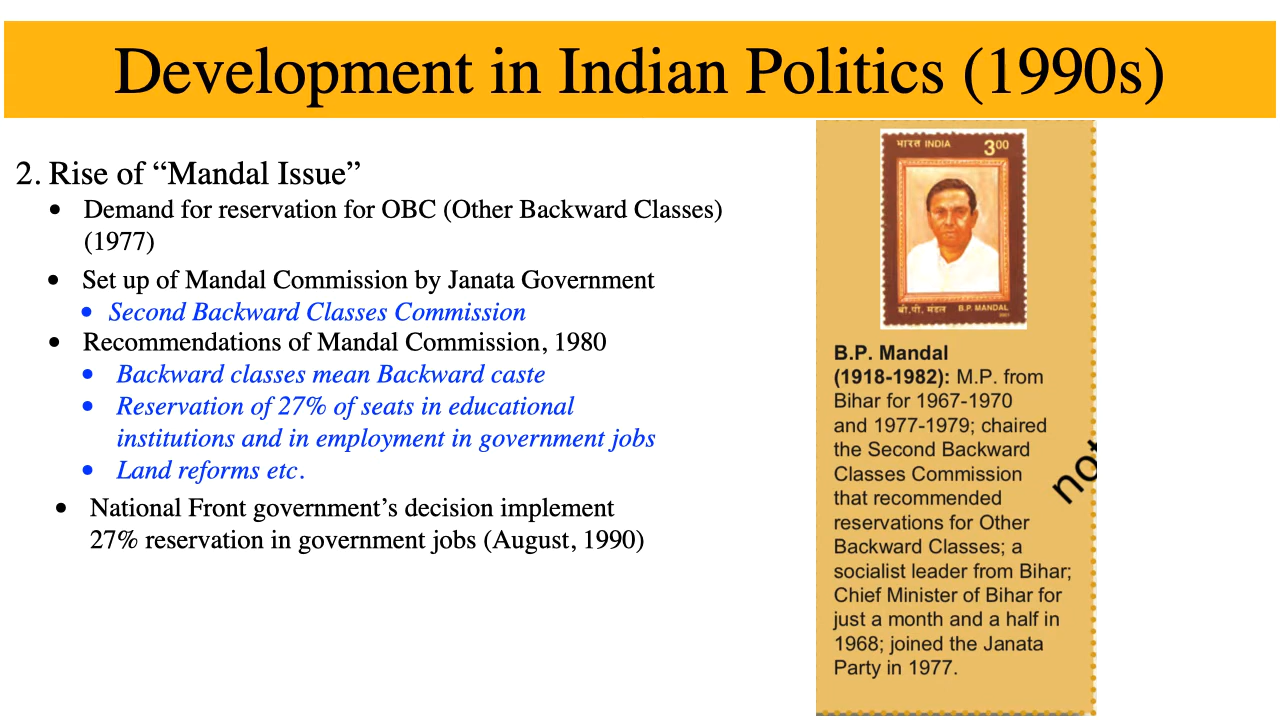 Development in Indian Politics (1990s)
2. Rise of “Mandal Issue”
• Demand for reservation for OBC (Other Backward Classes)
(1977)
• Set up of Mandal Commission by Janata Government
• Second Backward Classes Commission
• Recommendations of Mandal Commission, 1980
• Backward classes mean Backward caste
• Reservation of 27% of seats in educational
institutions and in employment in government jobs
• Land reforms etc.
• National Front government’s decision implement
27% reservation in government jobs (August, 1990)
भारत INDIA 300
बी.पी. मंडल B.P. MANDAL
2001
B.P. Mandal
(1918-1982): M.P. from
Bihar for 1967-1970
and 1977-1979; chaired
the Second Backward
Classes Commission
that recommended
reservations for Other
Backward Classes; a
socialist leader from Bihar;
Chief Minister of Bihar for
just a month and a half in
1968; joined the Janata
Party in 1977.
not